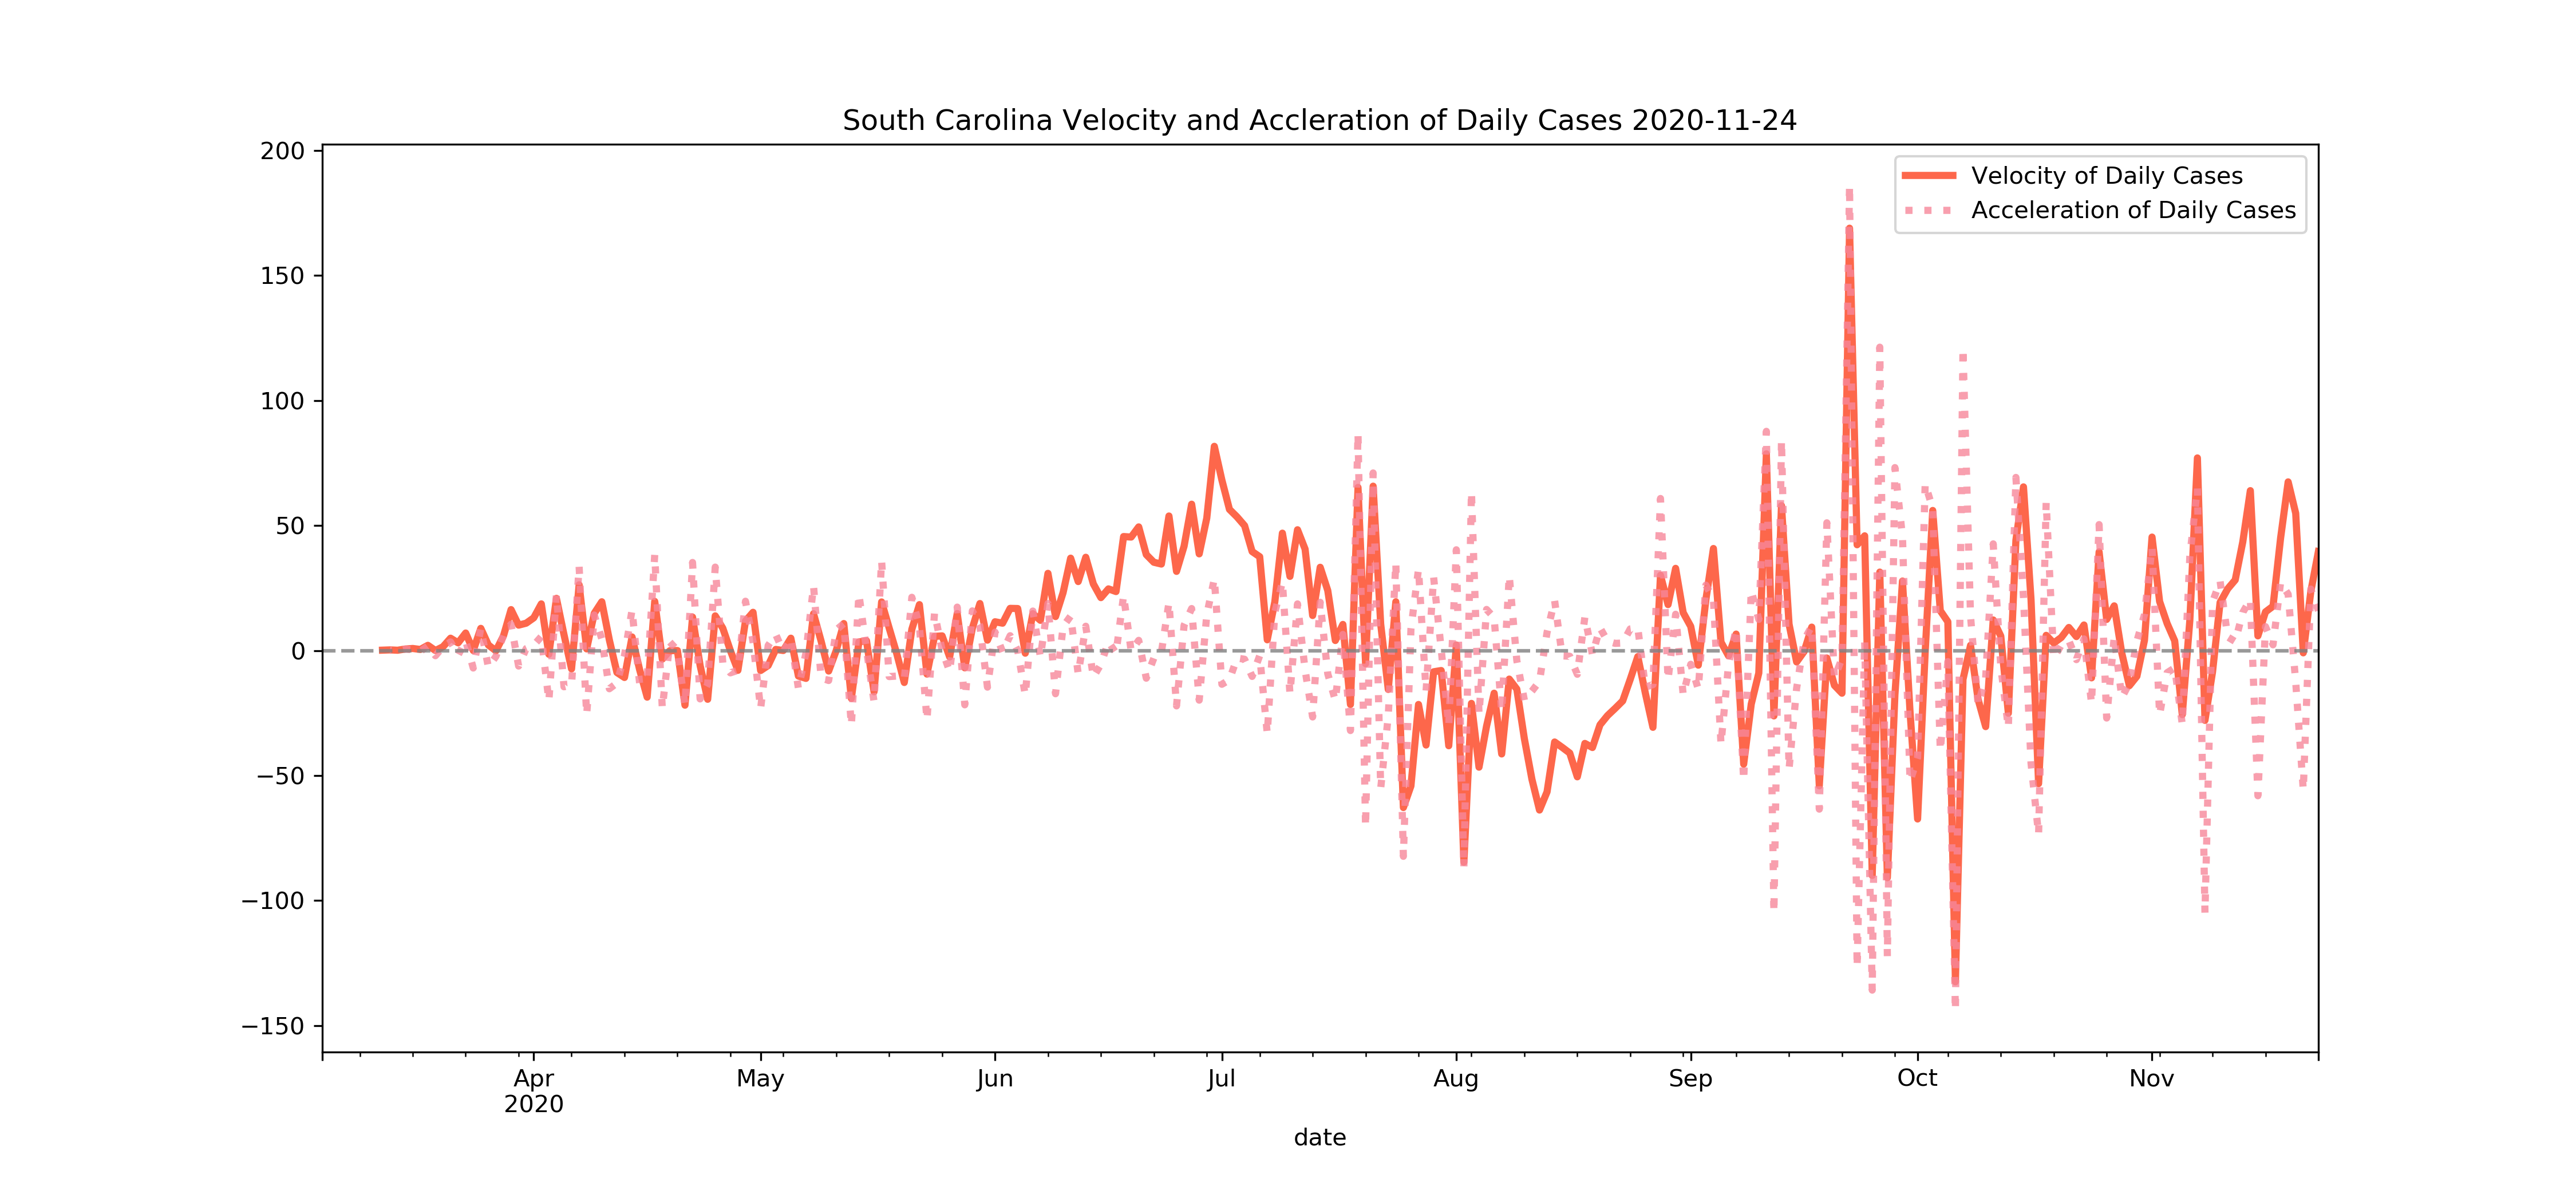 South Carolina Velocity and Accleration of Daily Cases 2020-11-24
Velocity of Daily Cases
Acceleration of Daily Cases
200
150
100
50
0
−50
−100
−150
Apr
2020
May
Jun
Jul
Aug
Sep
Oct
Nov
date